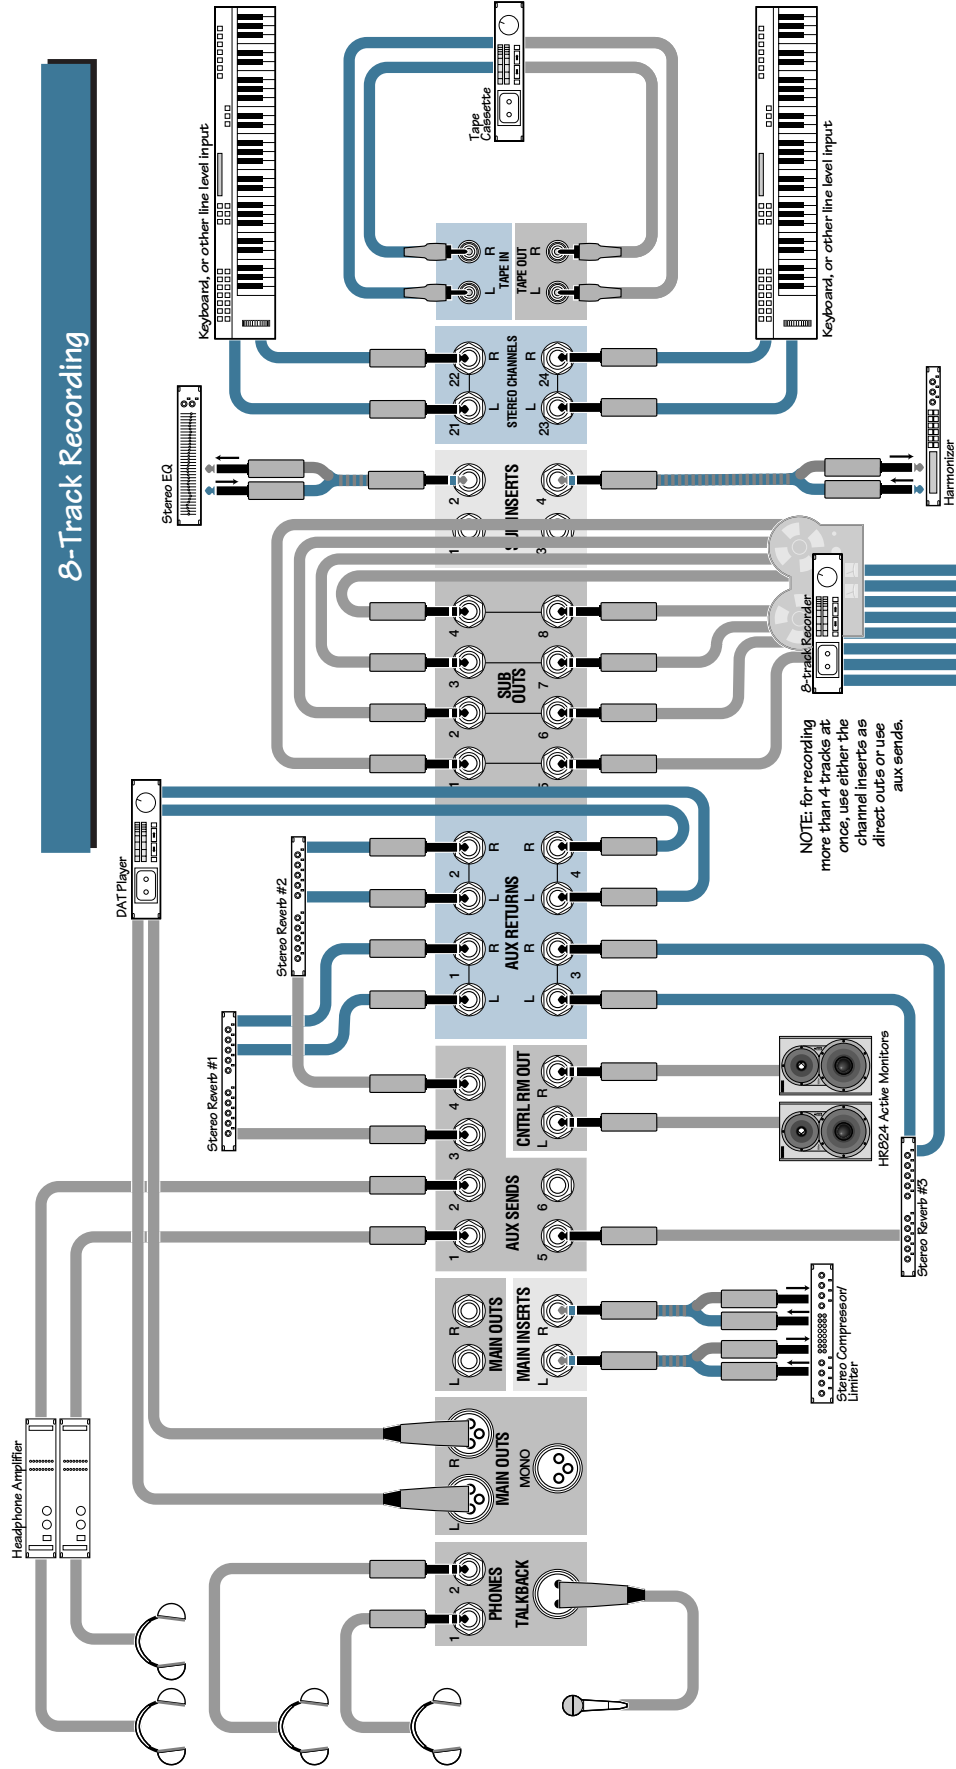 8-Track Recording
Keyboard, or other line level input
Tape
Cassette
Keyboard, or other line level input
L
R
TAPE IN
TAPE OUT
L
R
21
22
L
R
STEREO CHANNELS
L
R
23
24
Stereo EQ
Harmonizer
1
2
SUB INSERTS
3
4
1
2
3
4
SUB
OUTS
5
6
7
8
8-track Recorder
NOTE: for recording
more than 4 tracks at
once, use either the
channel inserts as
direct outs or use
aux sends.
DAT Player
Stereo Reverb #2
Stereo Reverb #1
1
2
L
R
L
R
AUX RETURNS
L
R
L
R
3
4
HR824 Active Monitors
Stereo Reverb #3
1
2
3
4
AUX SENDS
CNTRL RM OUT
L
R
5
6
L
R
MAIN OUTS
MAIN INSERTS
L
R
Stereo Compressor/
Limiter
Headphone Amplifier
L
R
MAIN OUTS
MONO
1
2
PHONES
TALKBACK